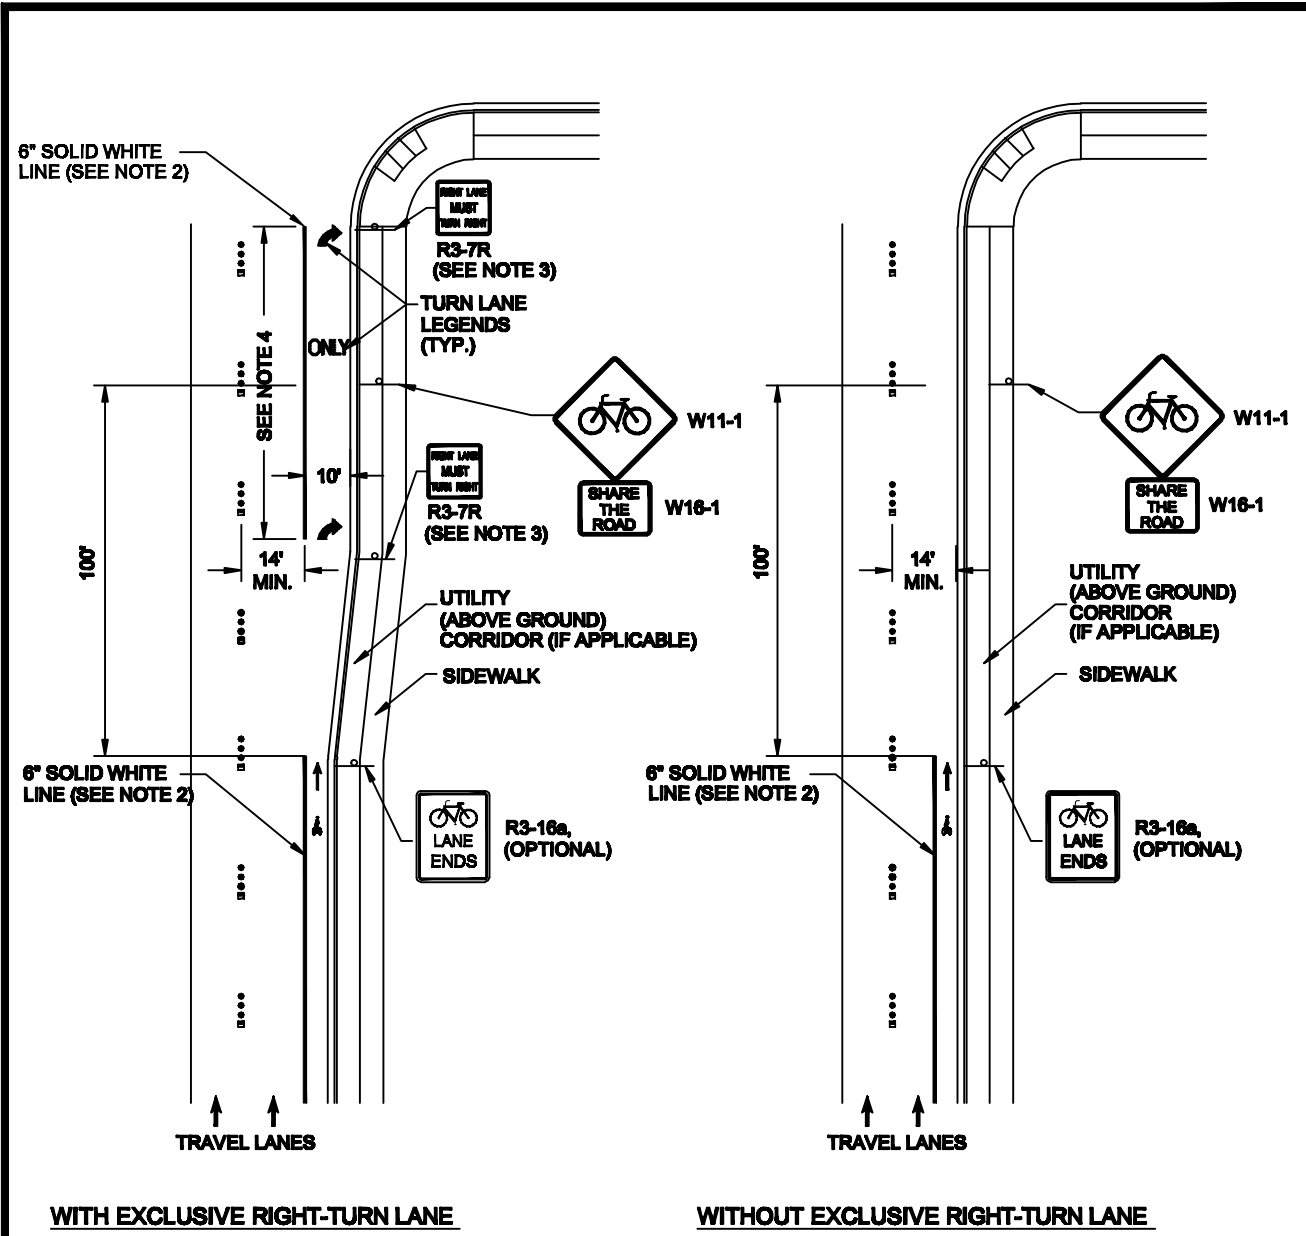 6" SOLID WHITE
LINE (SEE NOTE 2)
RIGHT LANE
MUST
TURN RIGHT
R3-7R
(SEE NOTE 3)
TURN LANE
LEGENDS
(TYP.)
ONLY
SEE NOTE 4
W11-1
10'
RIGHT LANE
MUST
TURN RIGHT
R3-7R
(SEE NOTE 3)
SHARE
THE
ROAD
W16-1
100'
14'
MIN.
UTILITY
(ABOVE GROUND)
CORRIDOR (IF APPLICABLE)
SIDEWALK
6" SOLID WHITE
LINE (SEE NOTE 2)
LANE
ENDS
R3-16a,
(OPTIONAL)
TRAVEL LANES
WITH EXCLUSIVE RIGHT-TURN LANE
W11-1
SHARE
THE
ROAD
W16-1
100'
14'
MIN.
UTILITY
(ABOVE GROUND)
CORRIDOR
(IF APPLICABLE)
SIDEWALK
6" SOLID WHITE
LINE (SEE NOTE 2)
LANE
ENDS
R3-16a,
(OPTIONAL)
TRAVEL LANES
WITHOUT EXCLUSIVE RIGHT-TURN LANE